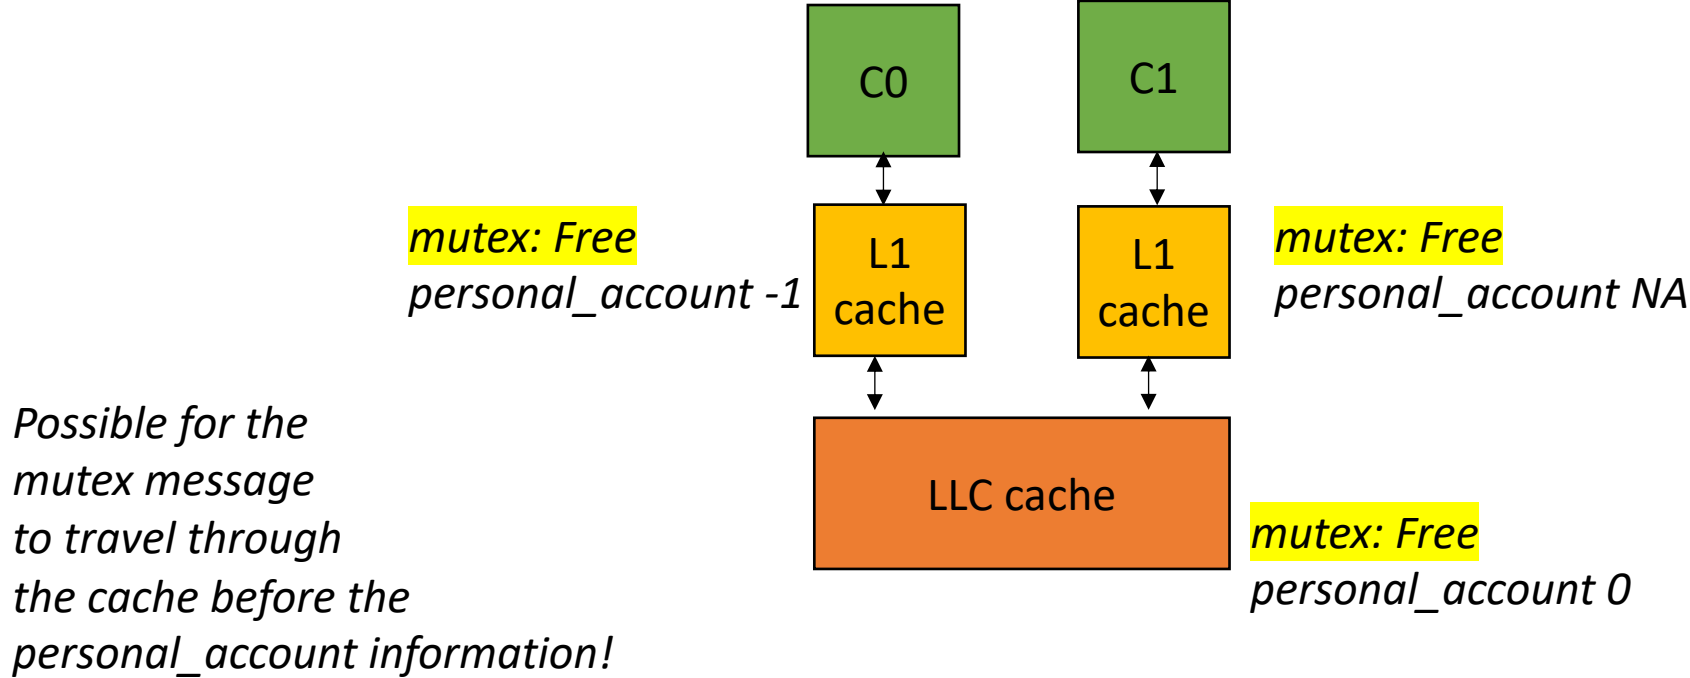 C0
C1
mutex: Free
personal_account -1
L1
cache
L1
cache
mutex: Free
personal_account NA
Possible for the
mutex message
to travel through
the cache before the
personal_account information!
LLC cache
mutex: Free
personal_account 0